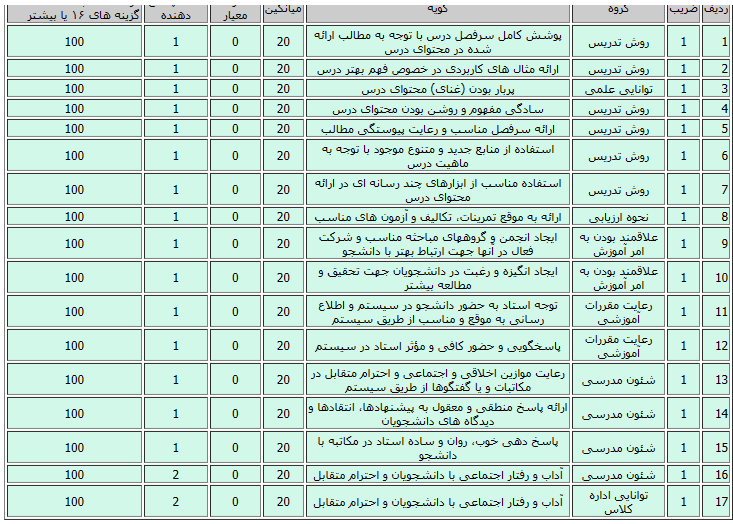 ردیف ضریب گروه گویه میانگین معیار دهنده گزینه های ۱۶ یا بیشتر
1 1 روش تدریس پوشش کامل سرفصل درس با توجه به مطالب ارائه شده در محتوای درس 20 0 1 100
2 1 روش تدریس ارائه مثال های کاربردی در خصوص فهم بهتر درس 20 0 1 100
3 1 توانایی علمی پربار بودن (غنای) محتوای درس 20 0 1 100
4 1 روش تدریس سادگی مفهوم و روشن بودن محتوای درس 20 0 1 100
5 1 روش تدریس ارائه سرفصل مناسب و رعایت پیوستگی مطالب 20 0 1 100
6 1 روش تدریس استفاده از منابع جدید و متنوع موجود با توجه به ماهیت درس 20 0 1 100
7 1 روش تدریس استفاده مناسب از ابزارهای چند رسانه ای در ارائه محتوای درس 20 0 1 100
8 1 نحوه ارزیابی ارائه به موقع تمرینات، تکالیف و آزمون های مناسب 20 0 1 100
9 1 علاقمند بودن به امر آموزش ایجاد انجمن و گروههای مباحثه مناسب و شرکت فعال در آنها جهت ارتباط بهتر با دانشجو 20 0 1 100
10 1 علاقمند بودن به امر آموزش ایجاد انگیزه و رغبت در دانشجویان جهت تحقیق و مطالعه بیشتر 20 0 1 100
11 1 رعایت مقررات آموزشی توجه استاد به حضور دانشجو در سیستم و اطلاع رسانی به موقع و مناسب از طریق سیستم 20 0 1 100
12 1 رعایت مقررات آموزشی پاسخگویی و حضور کافی و مؤثر استاد در سیستم 20 0 1 100
13 1 شئون مدرسی رعایت موازین اخلاقی و اجتماعی و احترام متقابل در مکاتبات و یا گفتگوها از طریق سیستم 20 0 1 100
14 1 شئون مدرسی ارائه پاسخ منطقی و معقول به پیشنهادها، انتقادها و دیدگاه های دانشجویان 20 0 1 100
15 1 شئون مدرسی پاسخ دهی خوب، روان و ساده استاد در مکاتبه با دانشجو 20 0 1 100
16 1 شئون مدرسی آداب و رفتار اجتماعی با دانشجویان و احترام متقابل 20 0 2 100
17 1 توانایی اداره کلاس آداب و رفتار اجتماعی با دانشجویان و احترام متقابل 20 0 2 100